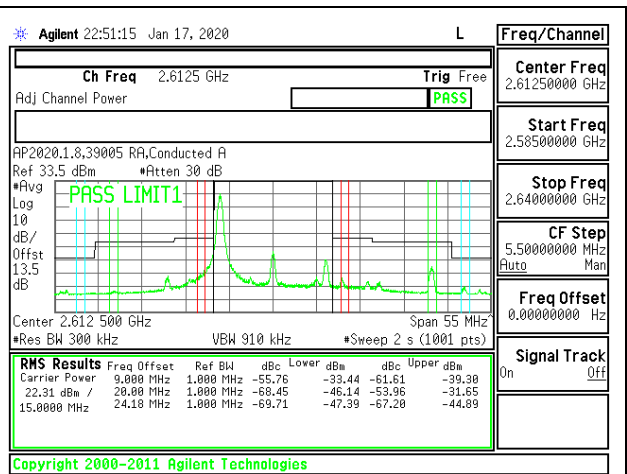 Agilent 22:51:15 Jan 17, 2020 L
Freq/Channel
Ch Freq 2.6125 GHz Trig Free
Adj Channel Power PASS
Center Freq
2.61250000 GHz
Start Freq
2.58500000 GHz
AP2020.1.8,39005 RA,Conducted A
Ref 33.5 dBm #Atten 30 dB
#Avg
Log
10
dB/
Offst
13.5
dB
PASS LIMIT1
Stop Freq
2.64000000 GHz
CF Step
5.50000000 MHz
Auto Man
Freq Offset
0.00000000 Hz
Center 2.612 500 GHz Span 55 MHz^
#Res BW 300 kHz VBW 910 kHz #Sweep 2 s (1001 pts)
Signal Track
On Off
RMS Results Freq Offset Ref BW dBc Lower dBm dBc Upper dBm
Carrier Power 9.000 MHz 1.000 MHz -55.76 -33.44 -61.61 -39.30
22.31 dBm / 20.00 MHz 1.000 MHz -68.45 -46.14 -53.96 -31.65
15.0000 MHz 24.18 MHz 1.000 MHz -69.71 -47.39 -67.20 -44.89
Copyright 2000-2011 Agilent Technologies